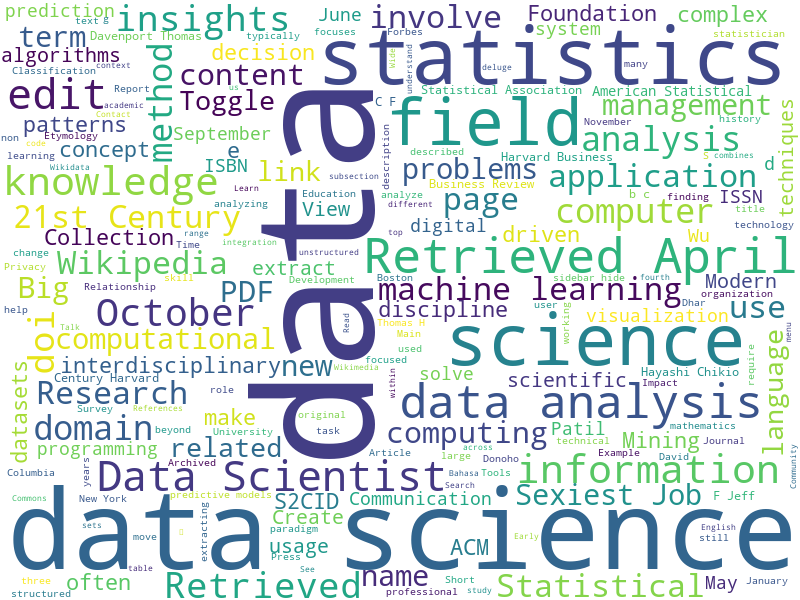 prediction
text
g
insights
June
involve
Foundation
complex
term
Davenport Thomas
typically
focuses
Forbes
system
statistician
algorithms
method
decision
Wide
understand
statistics
deluge
many
Classification
context
Report
content
us
edit
academic
Toggle
data
C F
Statistical Association
American Statistical
Contact
field
management
patterns
September
description
November
history
non
Etymology
code
e
described
analysis
techniques
learning
concept
ISBN
link
problems
Harvard Business
S
combines
Wikidata
Learn
subsection
analyze
Business Review
application
d
knowledge
Education
different
page
b c
finding
ISSN
analyzing
View
computer
title
21st Century
range
top
digital
driven
Wu
technology
Collection
Time
integration
unstructured
change
Wikipedia
extract
Retrieved April
Privacy
Relationship
skill
Development
Boston
sidebar hide
fourth
Modern
Big
PDF
machine learning
organization
help
October
Read
discipline
user
Dhar
use
doi
Talk
Thomas H
visualization
menu
computational
Main
working
science
Wikimedia
used
language
interdisciplinary
new
focused
require
Century Harvard
solve
scientific
Hayashi Chikio
Research
role
within
Impact
datasets
Survey
References
make
original
data analysis
domain
beyond
University
task
computing
Patil
mathematics
programming
related
technical
Mining
Journal
years
Archived
Article
across
large
Donoho
Example
David
Columbia
Data Scientist
Bahasa
Tools
information
Community
Search
Commons
New York
predictive models
S2CID
Communication
Sexiest Job
F Jeff
data science
sets
extracting
Create
paradigm
English
move
usage
ACM
Early
still
table
Press
See
three
often
name
Short
Statistical
May
January
structured
Retrieved
professional
study